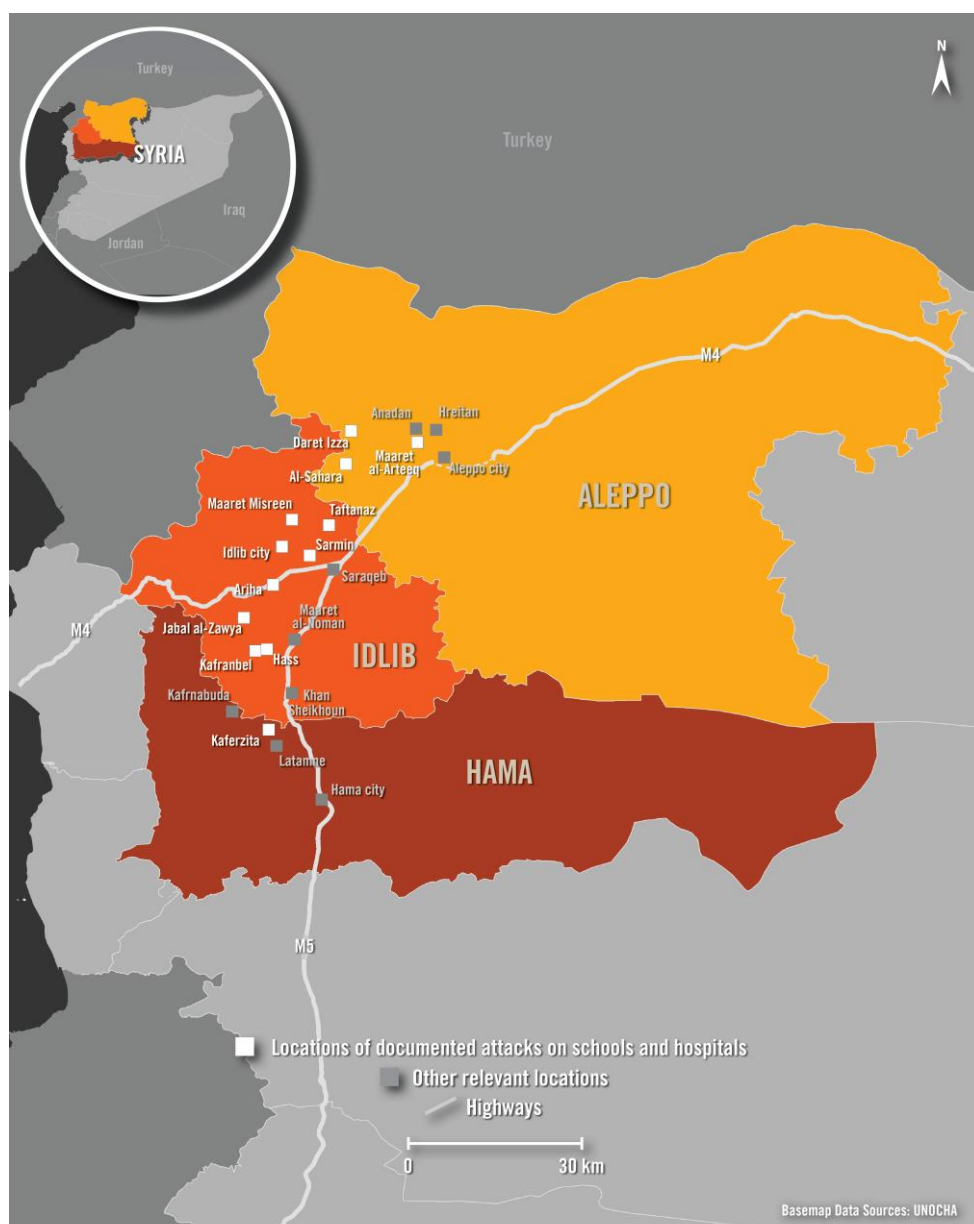 Turkey
SYRIA
Iraq
Jordan
N
Turkey
M4
Anadan
Hreitan
Daret Izza
Maaret
al-Arteeq
Aleppo city
Al-Sahara
ALEPPO
Maaret Misreen
Taftanaz
Idlib city
Sarmin
Saraqeb
Ariha
Maaret
al-Noman
Jabal al-Zawya
M4
IDLIB
Kafranbel
Hass
Kafrnabuda
Khan
Sheikhoun
Kaferzita
Latamne
HAMA
Hama city
M5
Locations of documented attacks on schools and hospitals
Other relevant locations
Highways
0
30 km
Basemap Data Sources: UNOCHA